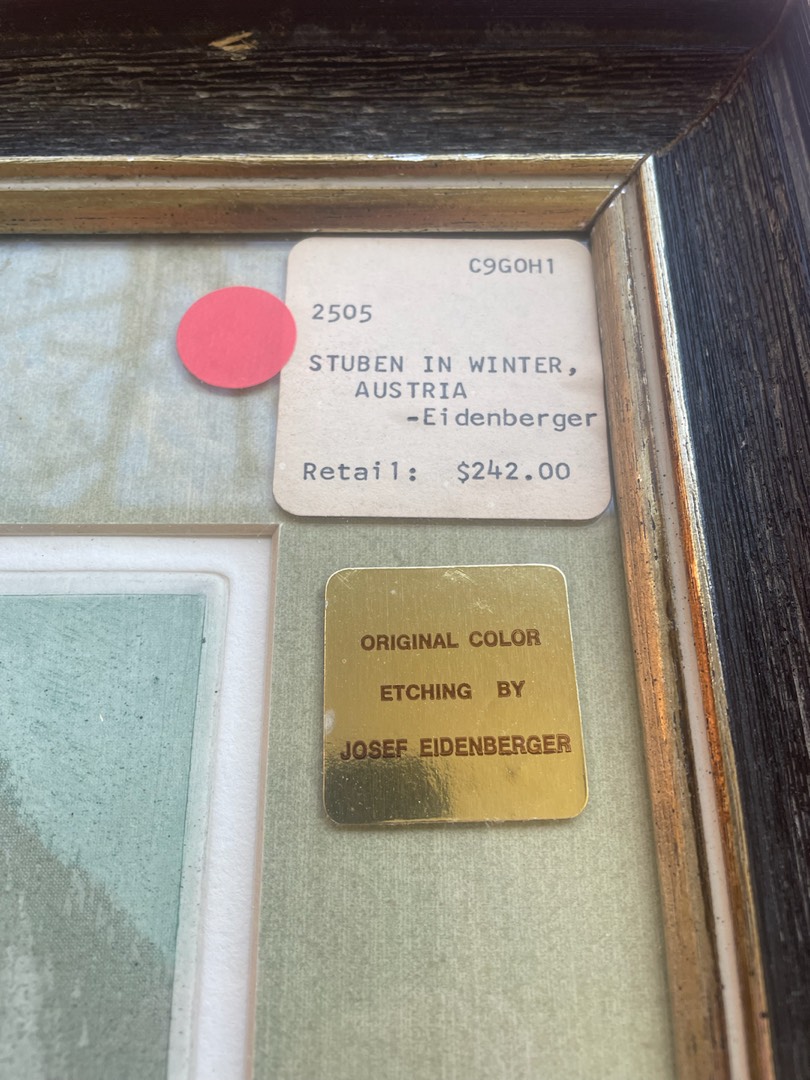 C9GOH1
2505
STUBEN IN WINTER,
AUSTRIA
-Eidenberger
Retail: $242.00
ORIGINAL COLOR
ETCHING BY
JOSEF EIDENBERGER